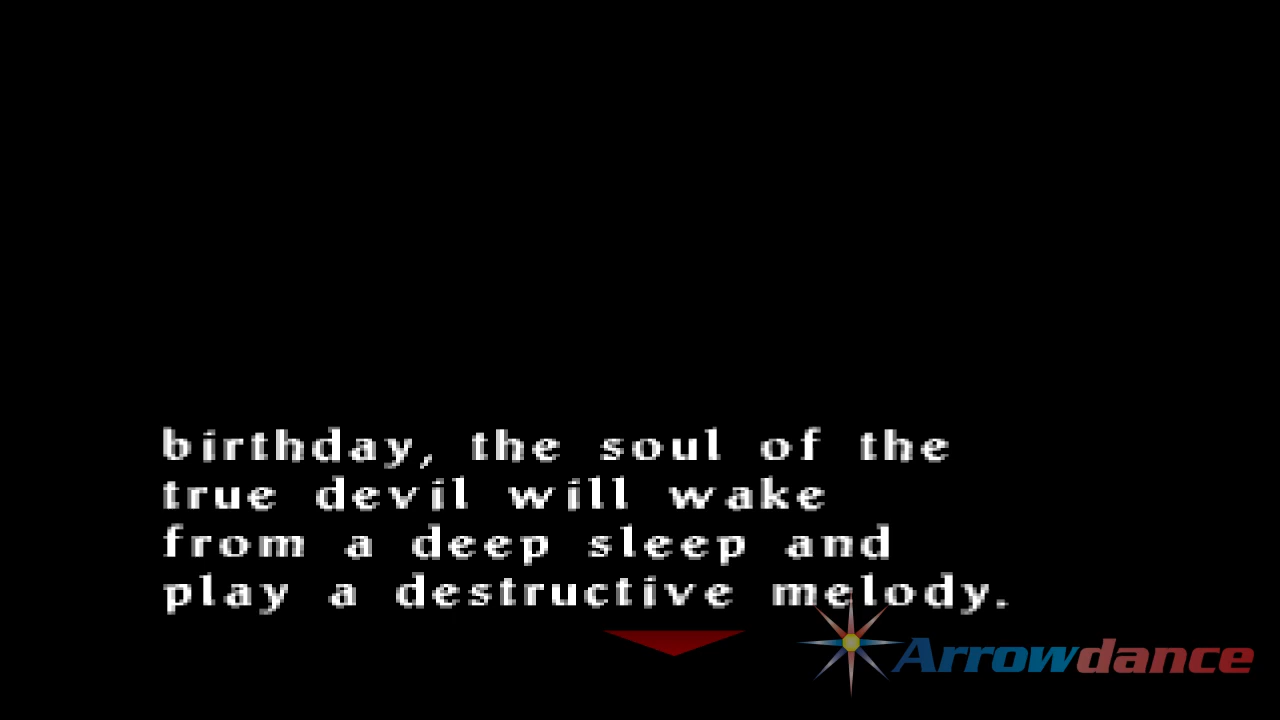 birthday, the soul of the
true devil will wake
from a deep sleep and
play a destructive melody.
Arrowdance